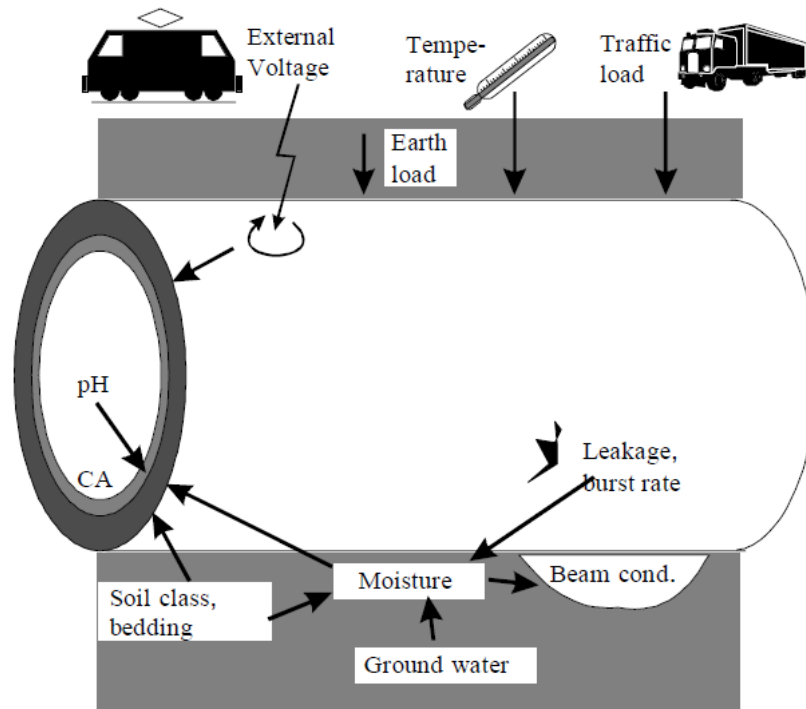 External
Voltage
Tempe-
rature
Traffic
load
Earth
load
pH
CA
Leakage,
burst rate
Moisture
Beam cond.
Soil class,
bedding
Ground water